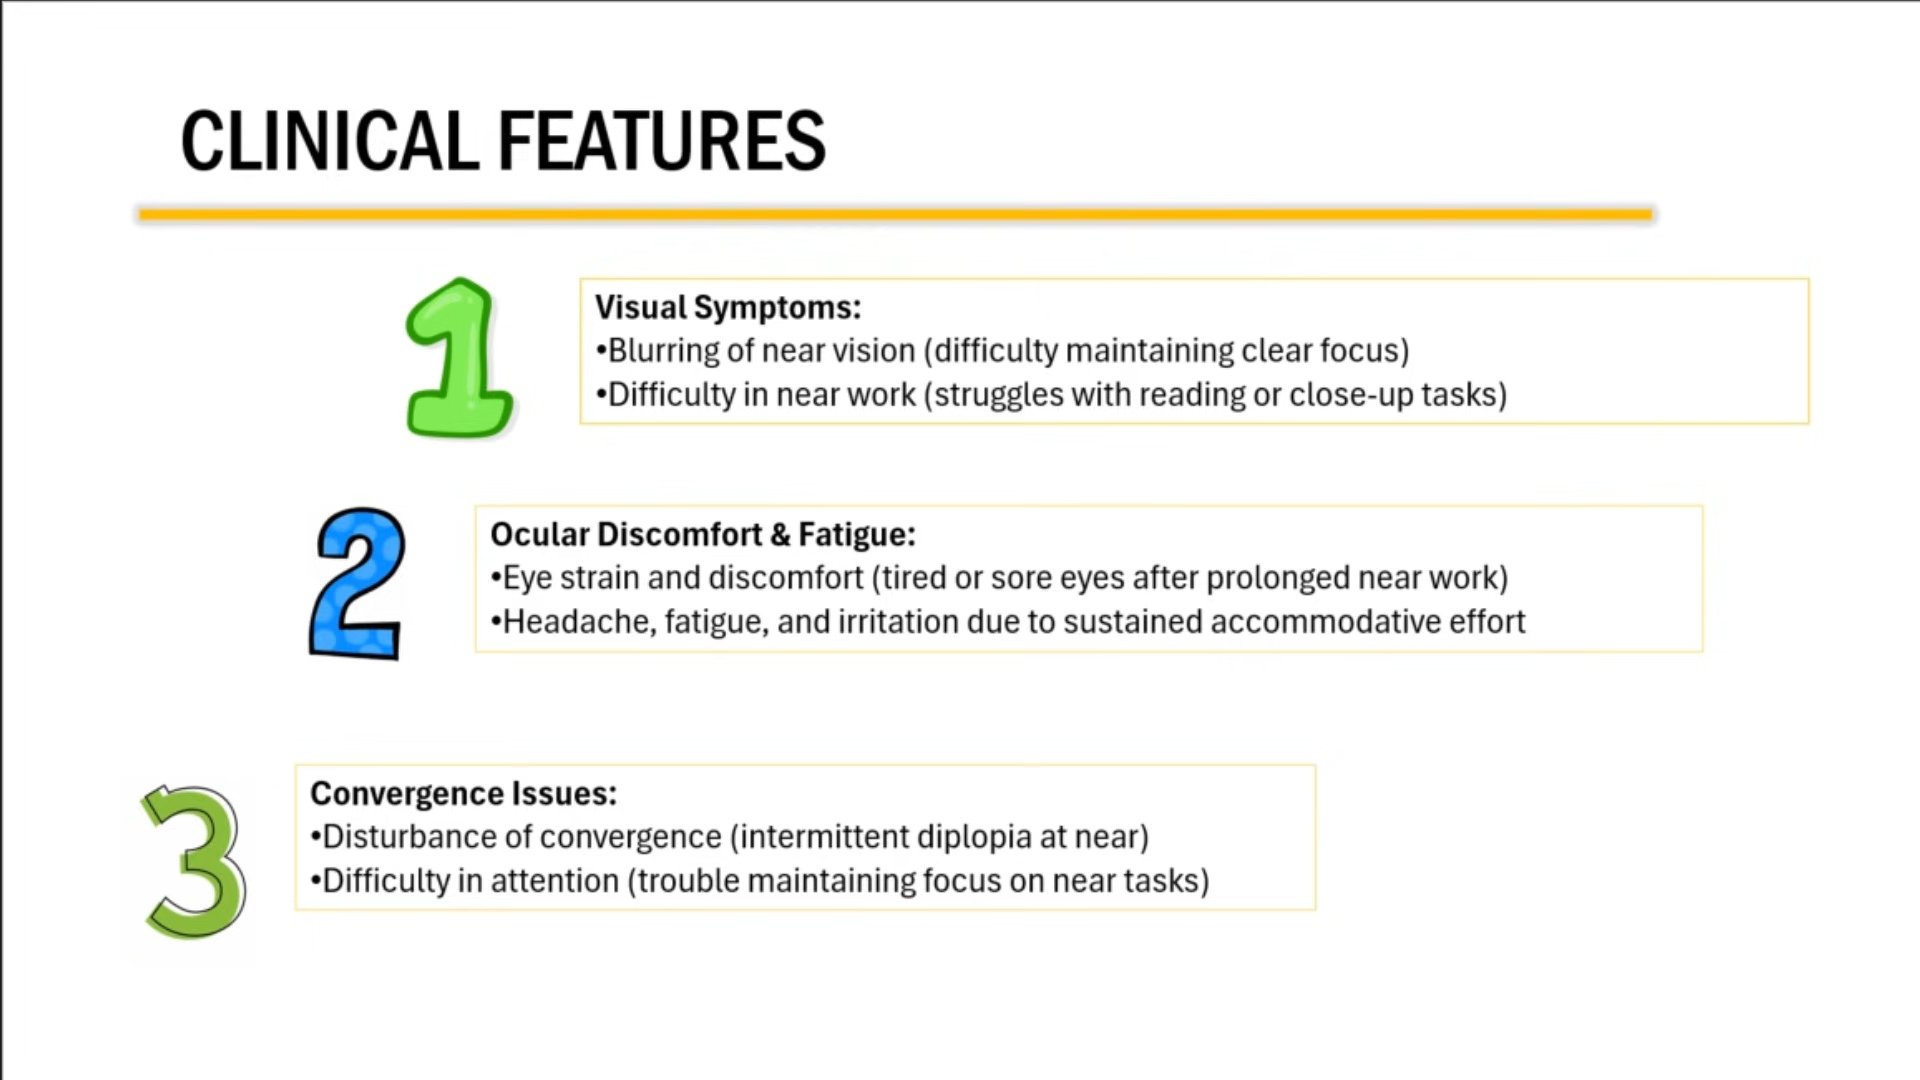 CLINICAL FEATURES
1
Visual Symptoms:
•Blurring of near vision (difficulty maintaining clear focus)
•Difficulty in near work (struggles with reading or close-up tasks)
2
Ocular Discomfort & Fatigue:
•Eye strain and discomfort (tired or sore eyes after prolonged near work)
•Headache, fatigue, and irritation due to sustained accommodative effort
3
Convergence Issues:
•Disturbance of convergence (intermittent diplopia at near)
•Difficulty in attention (trouble maintaining focus on near tasks)